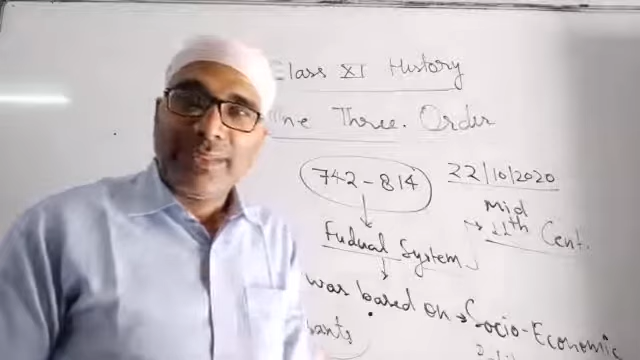 Class XI History
Three. Order
742-814
22/10/2020
mid
11th Cent.
Fudual System
was based on → Socio-Economic